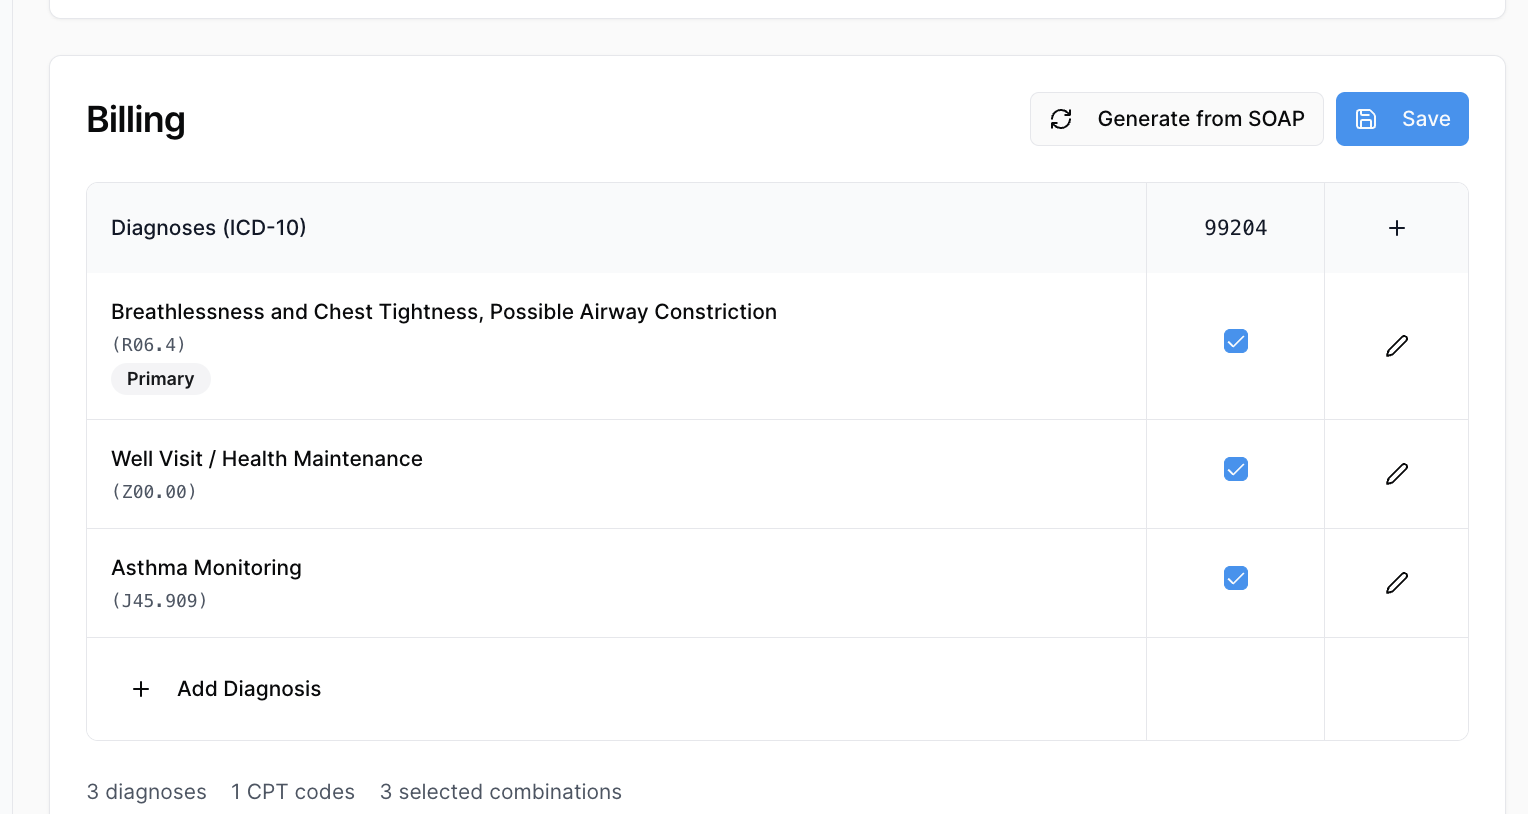 Billing
Generate from SOAP
Save
Diagnoses (ICD-10)
99204
Breathlessness and Chest Tightness, Possible Airway Constriction
(R06.4)
Primary
Well Visit / Health Maintenance
(Z00.00)
Asthma Monitoring
(J45.909)
Add Diagnosis
3 diagnoses 1 CPT codes 3 selected combinations